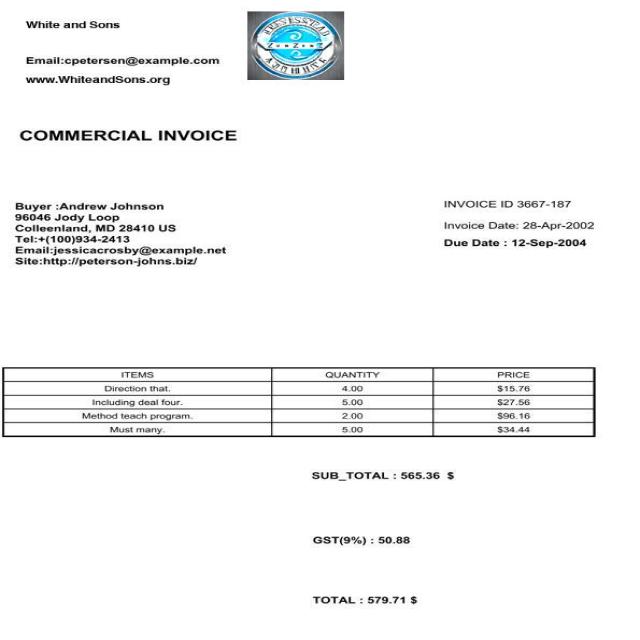 White and Sons
Email:cpetersen@example.com
www.WhiteandSons.org
COMMERCIAL INVOICE
Buyer :Andrew Johnson
96046 Jody Loop
Colleenland, MD 28410 US
Tel:+(100)934-2413
Email:jessicacrosby@example.net
Site:http://peterson-johns.biz/
INVOICE ID 3667-187
Invoice Date: 28-Apr-2002
Due Date : 12-Sep-2004
ITEMS QUANTITY PRICE
Direction that. 4.00 $15.76
Including deal four. 5.00 $27.56
Method teach program. 2.00 $96.16
Must many. 5.00 $34.44
SUB_TOTAL : 565.36 $
GST(9%) : 50.88
TOTAL : 579.71 $